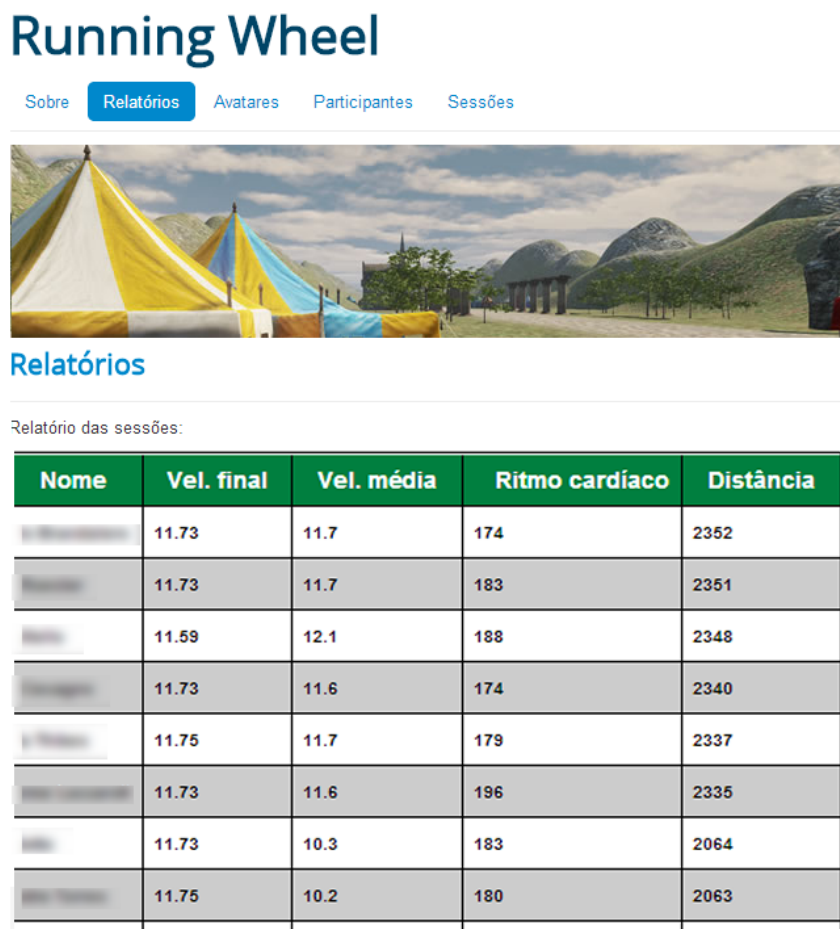 Running Wheel
Sobre Relatórios Avatares Participantes Sessões
Relatórios
Relatório das sessões:
Nome Vel. final Vel. média Ritmo cardíaco Distância
11.73 11.7 174 2352
11.73 11.7 183 2351
11.59 12.1 188 2348
11.73 11.6 174 2340
11.75 11.7 179 2337
11.73 11.6 196 2335
11.73 10.3 183 2064
11.75 10.2 180 2063